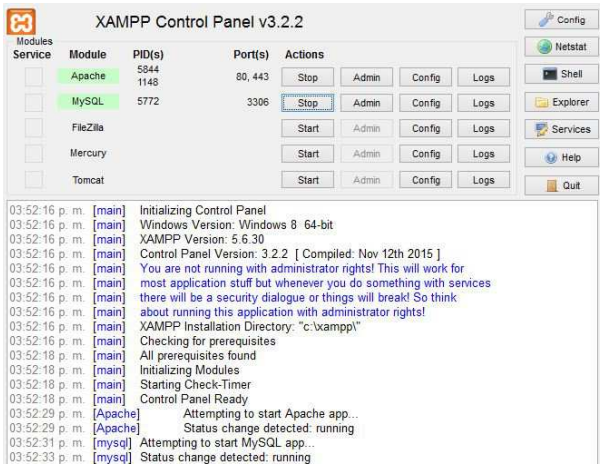 XAMPP Control Panel v3.2.2
Config
Modules
Service Module PID(s) Port(s) Actions
Netstat
Apache 5844 1148 80, 443 Stop Admin Config Logs
Shell
MySQL 5772 3306 Stop Admin Config Logs
Explorer
FileZilla Start Admin Config Logs
Services
Mercury Start Admin Config Logs
Help
Tomcat Start Admin Config Logs
Quit
03:52:16 p. m. [main] Initializing Control Panel
03:52:16 p. m. [main] Windows Version: Windows 8 64-bit
03:52:16 p. m. [main] XAMPP Version: 5.6.30
03:52:16 p. m. [main] Control Panel Version: 3.2.2 [ Compiled: Nov 12th 2015 ]
03:52:16 p. m. [main] You are not running with administrator rights! This will work for
03:52:16 p. m. [main] most application stuff but whenever you do something with services
03:52:16 p. m. [main] there will be a security dialogue or things will break! So think
03:52:16 p. m. [main] about running this application with administrator rights!
03:52:16 p. m. [main] XAMPP Installation Directory: "c:\xampp\"
03:52:16 p. m. [main] Checking for prerequisites
03:52:18 p. m. [main] All prerequisites found
03:52:18 p. m. [main] Initializing Modules
03:52:18 p. m. [main] Starting Check-Timer
03:52:18 p. m. [main] Control Panel Ready
03:52:29 p. m. [Apache] Attempting to start Apache app...
03:52:29 p. m. [Apache] Status change detected: running
03:52:31 p. m. [mysql] Attempting to start MySQL app...
03:52:33 p. m. [mysql] Status change detected: running